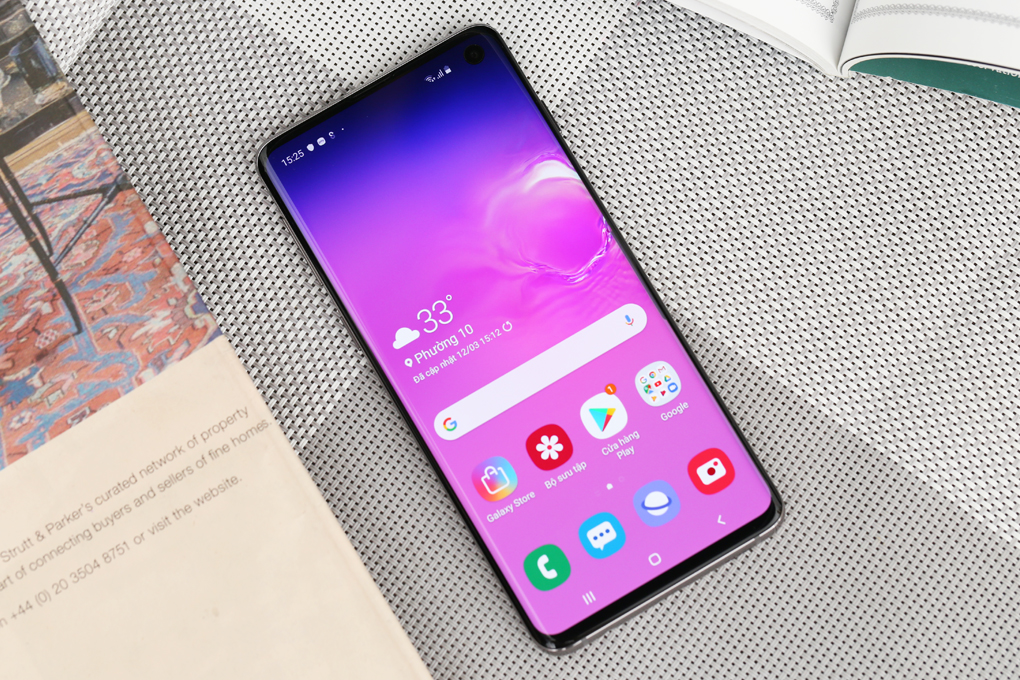 15:25
33°
Phường 10
Đã cập nhật 12/03 15:12
Galaxy Store
Bộ sưu tập
1
Cửa hàng
Play
Google
Strutt & Parker's curated network of property
art of connecting buyers and sellers of fine homes.
n +44 (0) 20 3504 8751 or visit the website.